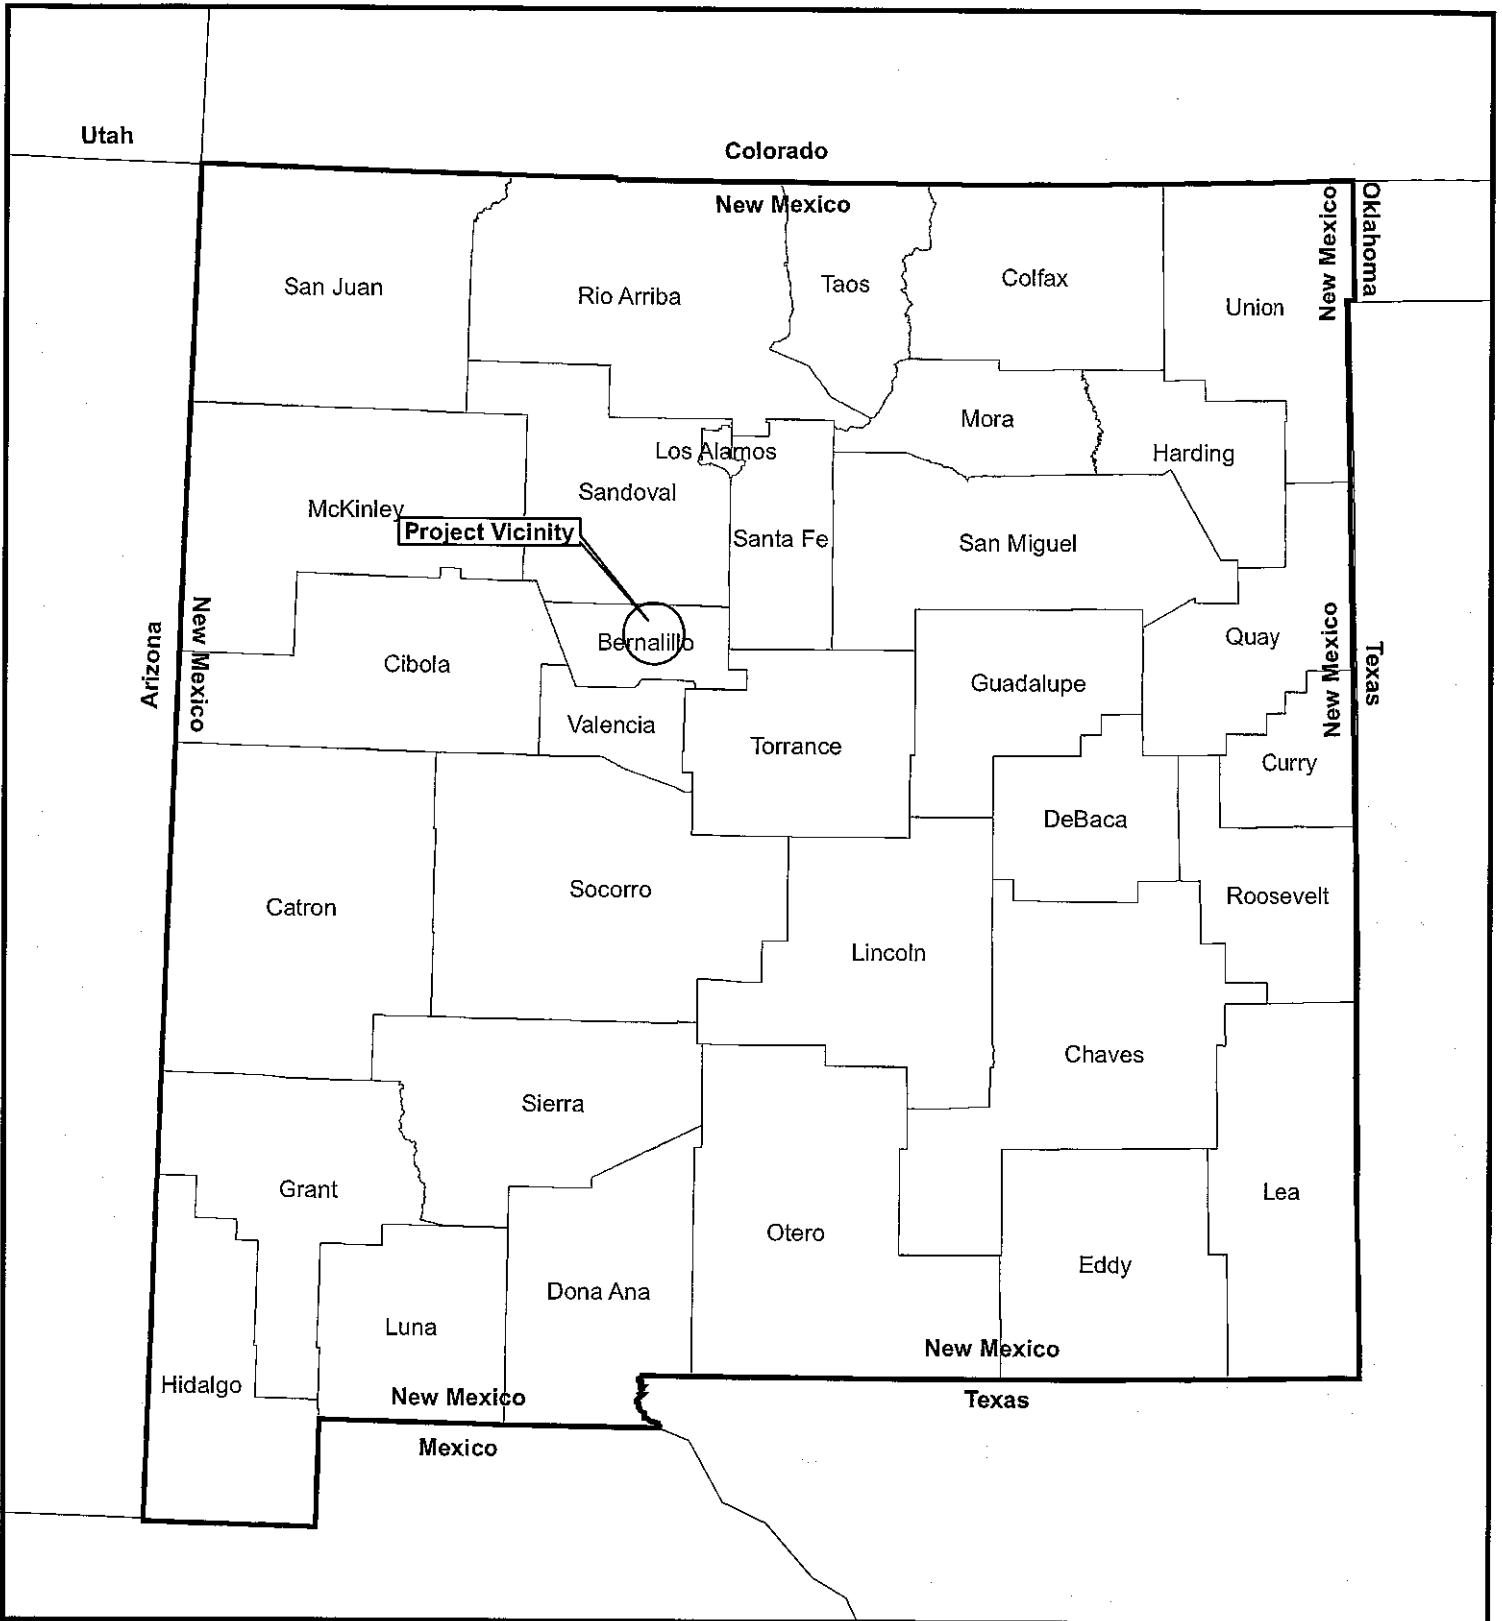 Utah
Colorado
New Mexico
New Mexico
Oklahoma
San Juan
Rio Arriba
Taos
Colfax
Union
Mora
Los Alamos
Harding
McKinley
Sandoval
Project Vicinity
Santa Fe
San Miguel
Arizona
New Mexico
Cibola
Bernalillo
Quay
New Mexico
Texas
Guadalupe
Valencia
Torrance
Curry
DeBaca
Catron
Socorro
Roosevelt
Lincoln
Chaves
Sierra
Grant
Lea
Otero
Eddy
Dona Ana
Luna
New Mexico
Hidalgo
New Mexico
Texas
Mexico